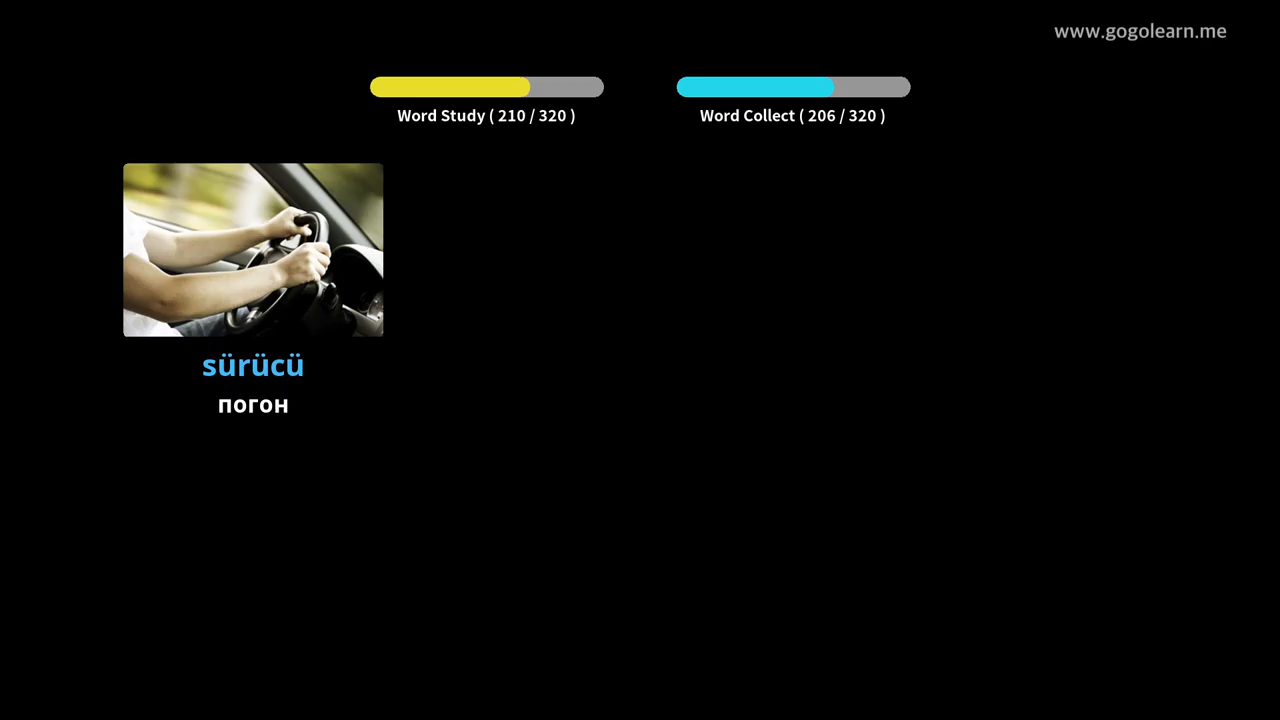 www.gogolearn.me
Word Study ( 210 / 320 )
Word Collect ( 206 / 320 )
sürücü
погон